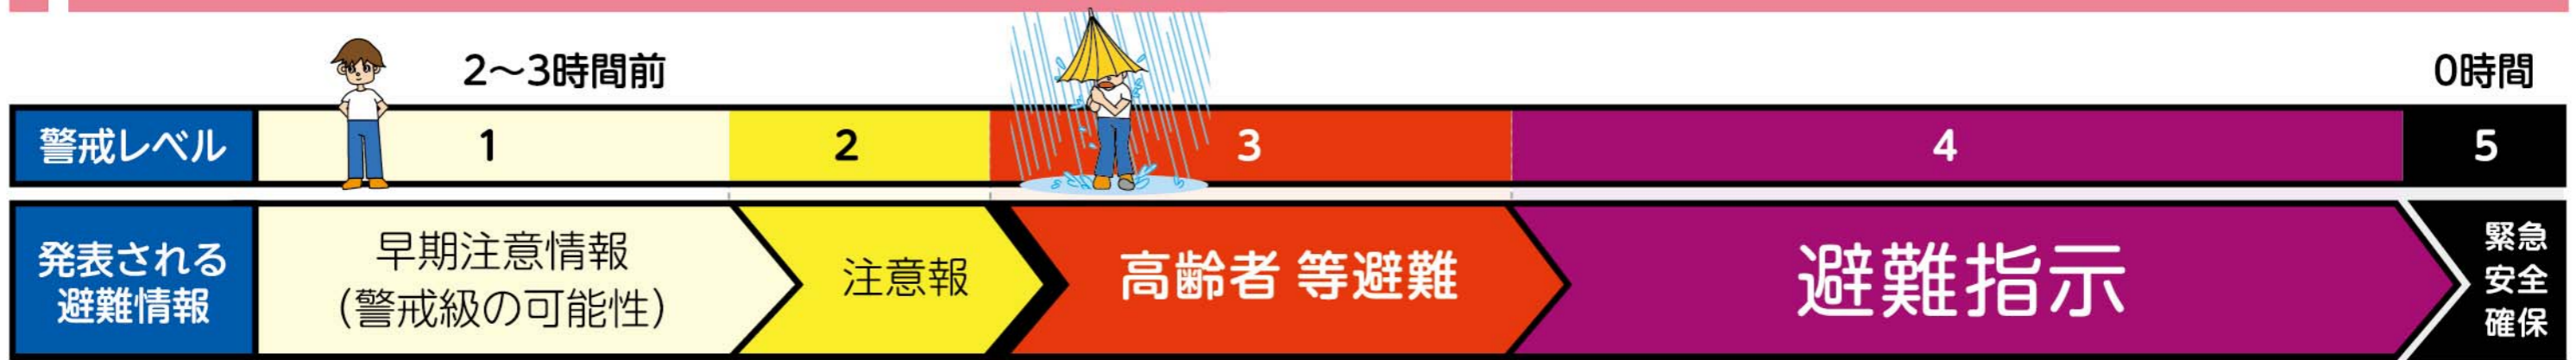 2～3時間前
0時間
警戒レベル
1
2
3
4
5
発表される
避難情報
早期注意情報
(警戒級の可能性)
注意報
高齢者 等避難
避難指示
緊急
安全
確保